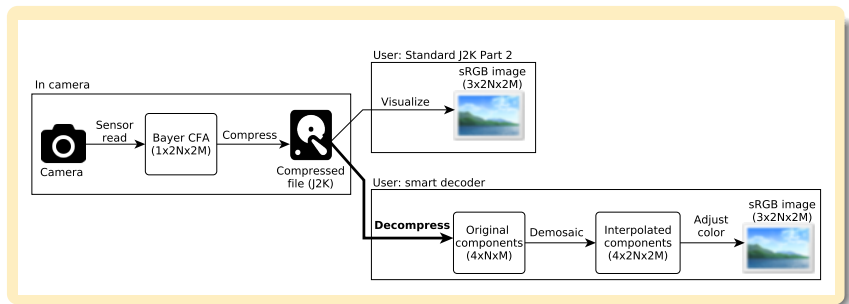 In camera
Camera
Sensor
read
Bayer CFA
(1x2Nx2M)
Compress
Compressed
file (J2K)
User: Standard J2K Part 2
Visualize
sRGB image
(3x2Nx2M)
User: smart decoder
Decompress
Original
components
(4xNxM)
Demosaic
Interpolated
components
(4x2Nx2M)
Adjust
color
sRGB image
(3x2Nx2M)